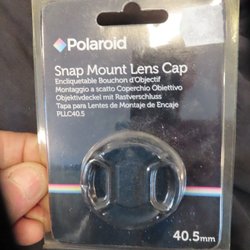 Polaroid
Snap Mount Lens Cap
Encliquetable Bouchon d'Objectif
Montaggio a scatto Coperchio Obiettivo
Objektivdeckel mit Rastverschluss
Tapa para Lentes de Montaje de Encaje
PLLC40.5
40.5mm